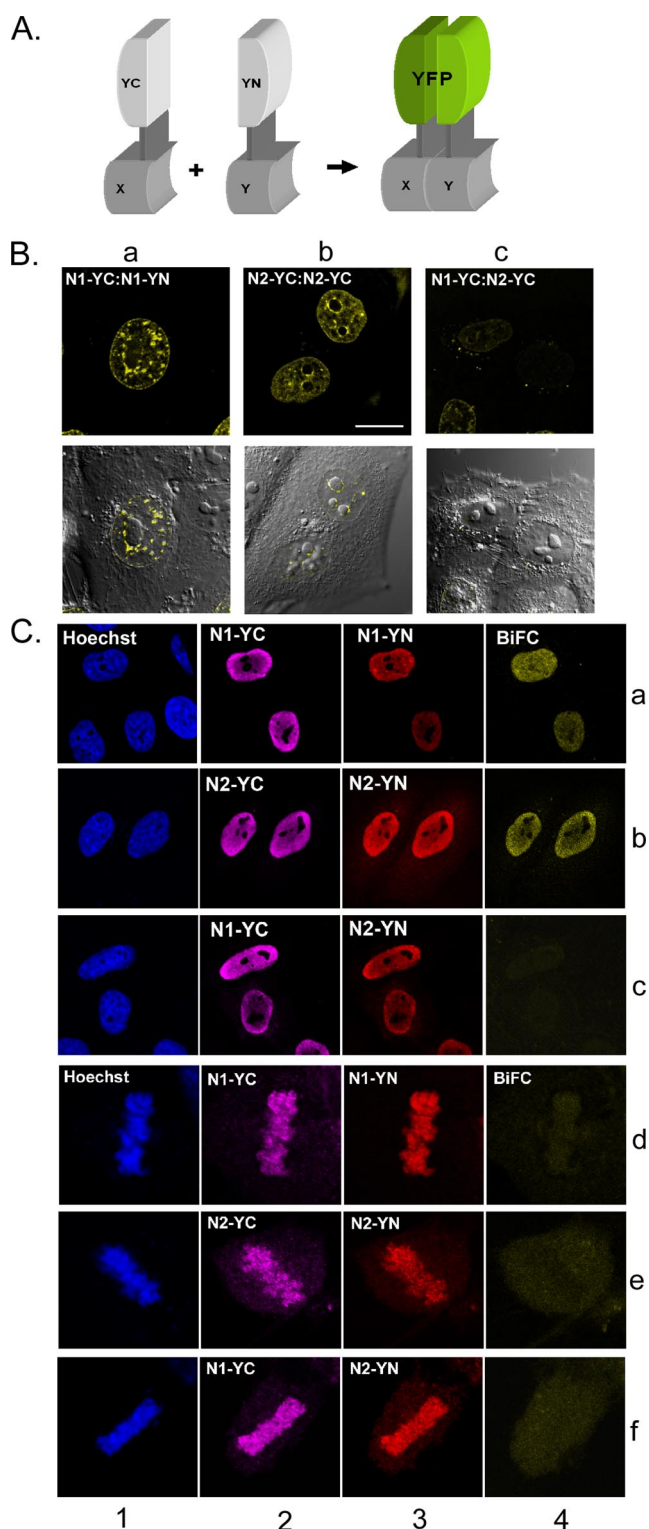 A.
YC
YN
YFP
X
+
Y
X
Y
B.
a
b
c
N1-YC:N1-YN
N2-YC:N2-YC
N1-YC:N2-YC
C.
Hoechst
N1-YC
N1-YN
BiFC
a
N2-YC
N2-YN
b
N1-YC
N2-YN
c
Hoechst
N1-YC
N1-YN
BiFC
d
N2-YC
N2-YN
e
N1-YC
N2-YN
f
1
2
3
4